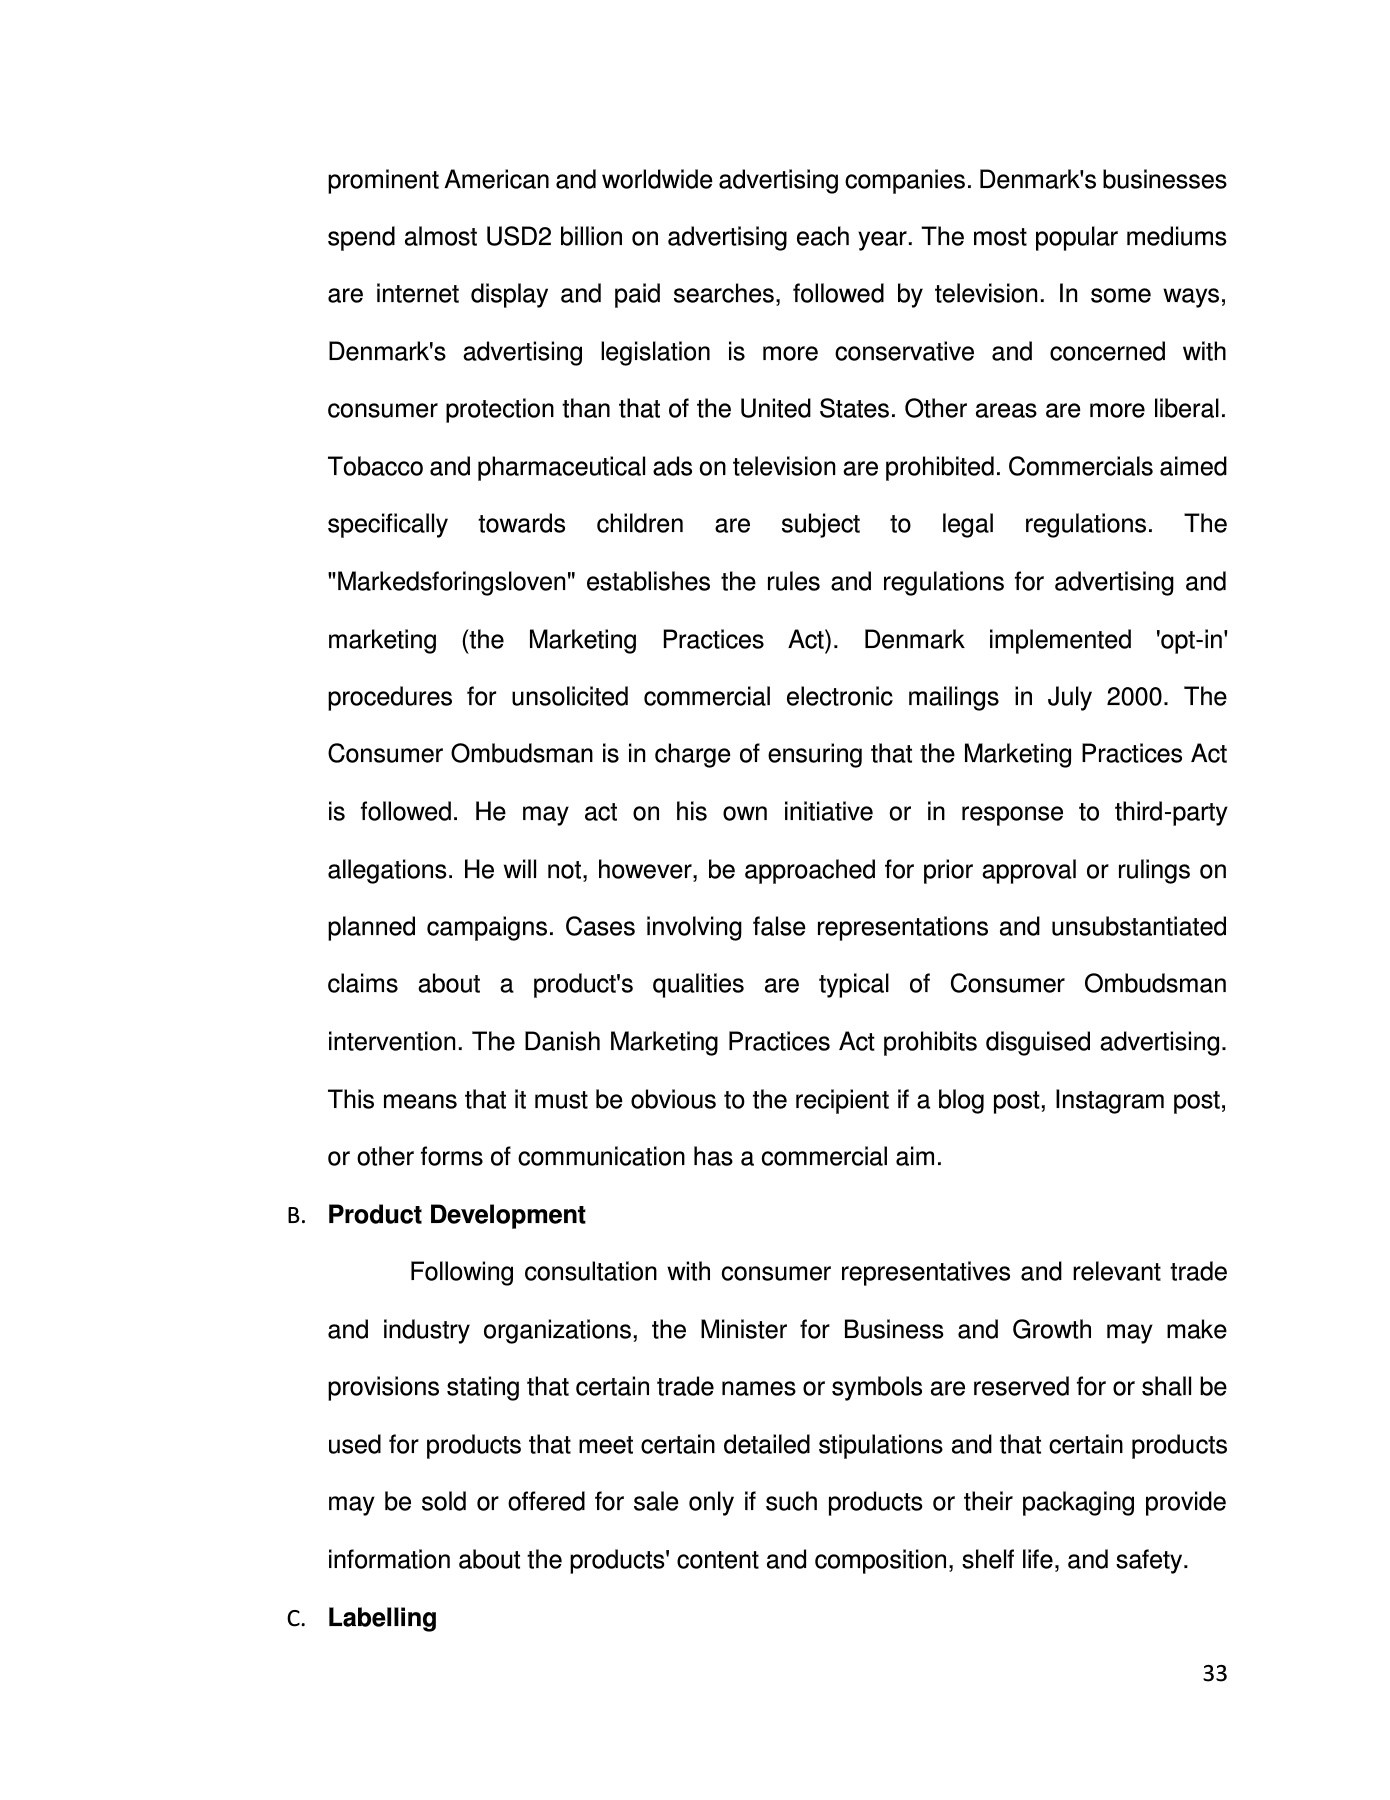 prominent American and worldwide advertising companies. Denmark's businesses
spend almost USD2 billion on advertising each year. The most popular mediums
are internet display and paid searches, followed by television. In some ways,
Denmark's advertising legislation is more conservative and concerned with
consumer protection than that of the United States. Other areas are more liberal.
Tobacco and pharmaceutical ads on television are prohibited. Commercials aimed
specifically towards children are subject to legal regulations. The
"Markedsforingsloven" establishes the rules and regulations for advertising and
marketing (the Marketing Practices Act). Denmark implemented 'opt-in'
procedures for unsolicited commercial electronic mailings in July 2000. The
Consumer Ombudsman is in charge of ensuring that the Marketing Practices Act
is followed. He may act on his own initiative or in response to third-party
allegations. He will not, however, be approached for prior approval or rulings on
planned campaigns. Cases involving false representations and unsubstantiated
claims about a product's qualities are typical of Consumer Ombudsman
intervention. The Danish Marketing Practices Act prohibits disguised advertising.
This means that it must be obvious to the recipient if a blog post, Instagram post,
or other forms of communication has a commercial aim.
B. Product Development
Following consultation with consumer representatives and relevant trade
and industry organizations, the Minister for Business and Growth may make
provisions stating that certain trade names or symbols are reserved for or shall be
used for products that meet certain detailed stipulations and that certain products
may be sold or offered for sale only if such products or their packaging provide
information about the products' content and composition, shelf life, and safety.
C. Labelling
33